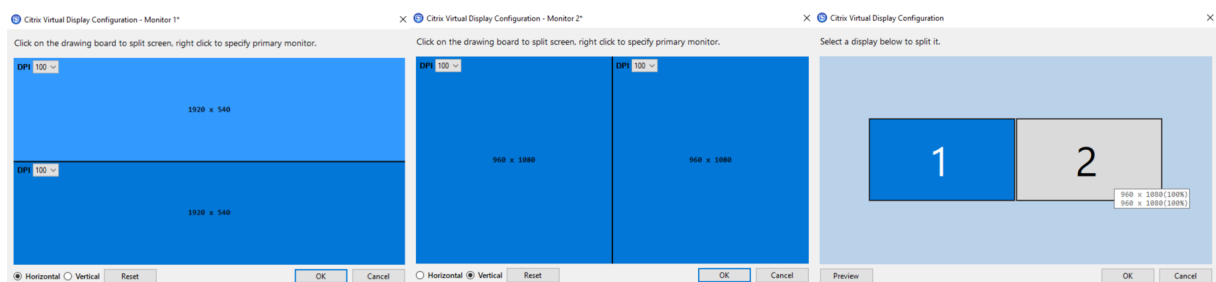 Citrix Virtual Display Configuration - Monitor 1*
Click on the drawing board to split screen, right click to specify primary monitor.
DPI 100
1920 x 540
DPI 100
1920 x 540
Horizontal Vertical Reset OK Cancel
Citrix Virtual Display Configuration - Monitor 2*
Click on the drawing board to split screen, right click to specify primary monitor.
DPI 100 DPI 100
960 x 1080 960 x 1080
Horizontal Vertical Reset OK Cancel
Citrix Virtual Display Configuration
Select a display below to split it.
1 2
960 x 1080(100%)
960 x 1080(100%)
Preview OK Cancel